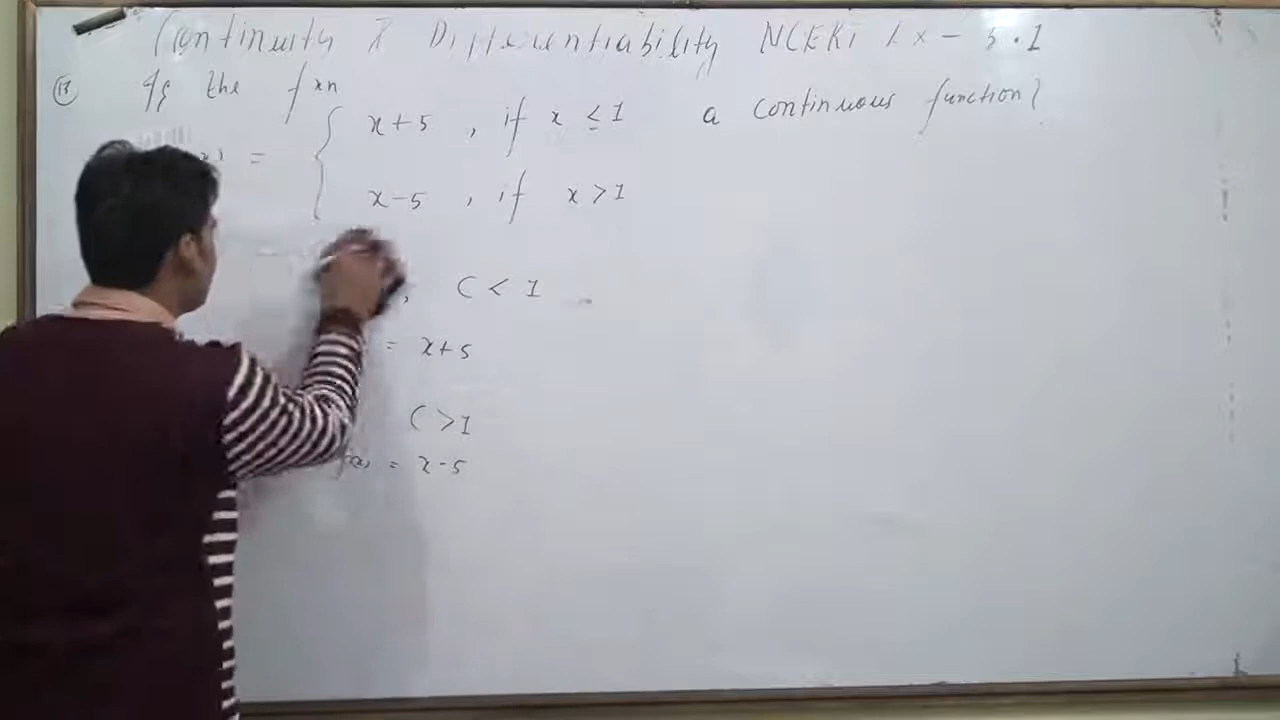 Continuity & Differentiability NCERT Ex - 5.1
(13) Is the fxn
= { x+5 , if x ≤ 1 a continuous function?
x-5 , if x > 1
, C < 1
= x+5
C > 1
f(x) = x-5